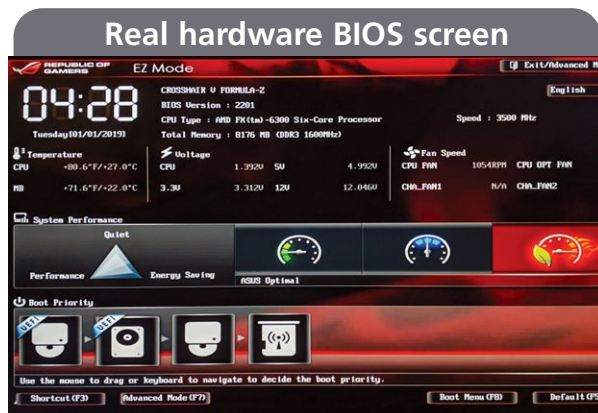 Real hardware BIOS screen
REPUBLIC OF
GAMERS
EZ Mode
Exit/Advanced M
04:28
Tuesday[01/01/2019]
CROSSHAIR V FORMULA-Z
BIOS Version : 2201
CPU Type : AMD FX(tm)-6300 Six-Core Processor
Speed : 3500 MHz
Total Memory : 8176 MB (DDR3 1600MHz)
English
Temperature
CPU +80.6°F/+27.0°C
MB +71.6°F/+22.0°C
Voltage
CPU 1.392V 5V 4.992V
3.3V 3.312V 12V 12.046V
Fan Speed
CPU FAN 1054RPM CPU OPT FAN
CHA_FAN1 N/A CHA_FAN2
System Performance
Quiet
Performance
Energy Saving
ASUS Optimal
Boot Priority
UEFI
UEFI
Use the mouse to drag or keyboard to navigate to decide the boot priority.
Shortcut(F3)
Advanced Mode(F7)
Boot Menu(F8)
Default(F5